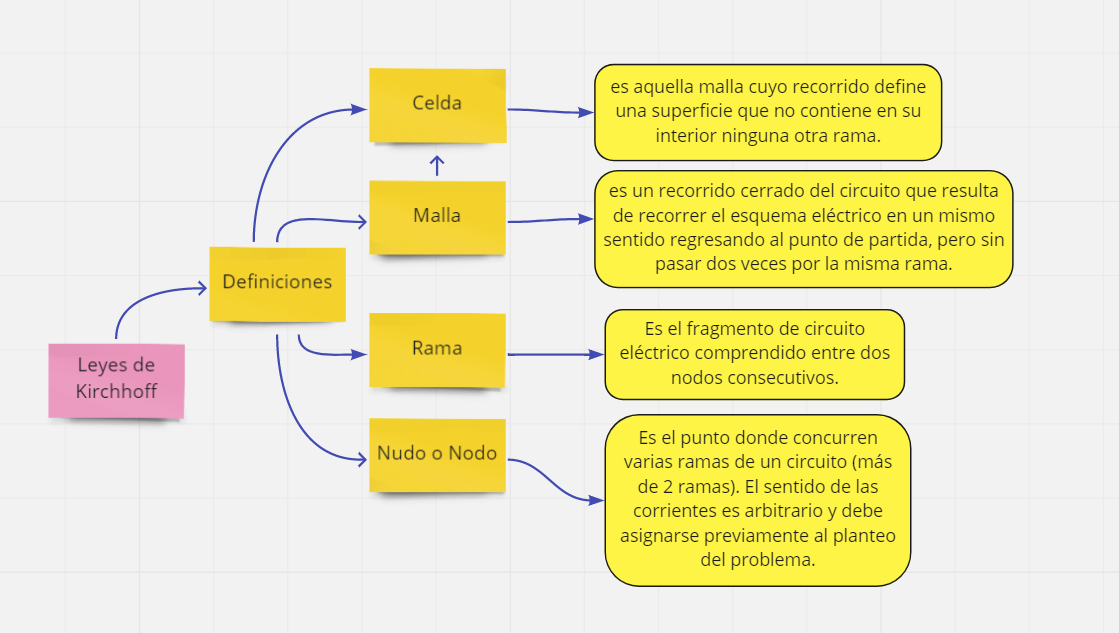 Celda
es aquella malla cuyo recorrido define
una superficie que no contiene en su
interior ninguna otra rama.
Malla
es un recorrido cerrado del circuito que resulta
de recorrer el esquema eléctrico en un mismo
sentido regresando al punto de partida, pero sin
pasar dos veces por la misma rama.
Definiciones
Leyes de
Kirchhoff
Rama
Es el fragmento de circuito
eléctrico comprendido entre dos
nodos consecutivos.
Nudo o Nodo
Es el punto donde concurren
varias ramas de un circuito (más
de 2 ramas). El sentido de las
corrientes es arbitrario y debe
asignarse previamente al planteo
del problema.